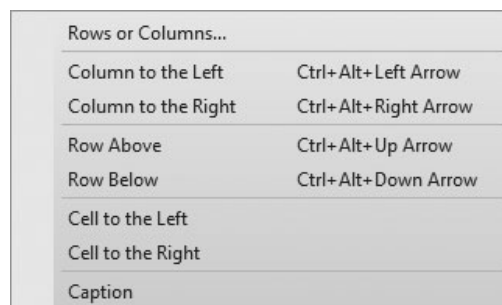 Rows or Columns...
Column to the Left Ctrl+Alt+Left Arrow
Column to the Right Ctrl+Alt+Right Arrow
Row Above Ctrl+Alt+Up Arrow
Row Below Ctrl+Alt+Down Arrow
Cell to the Left
Cell to the Right
Caption